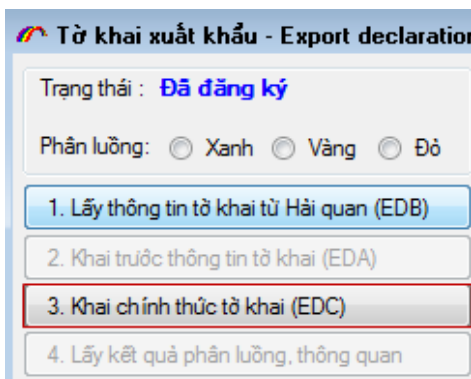 Tờ khai xuất khẩu - Export declaration
Trạng thái : Đã đăng ký
Phân luồng: Xanh Vàng Đỏ
1. Lấy thông tin tờ khai từ Hải quan (EDB)
2. Khai trước thông tin tờ khai (EDA)
3. Khai chính thức tờ khai (EDC)
4. Lấy kết quả phân luồng, thông quan